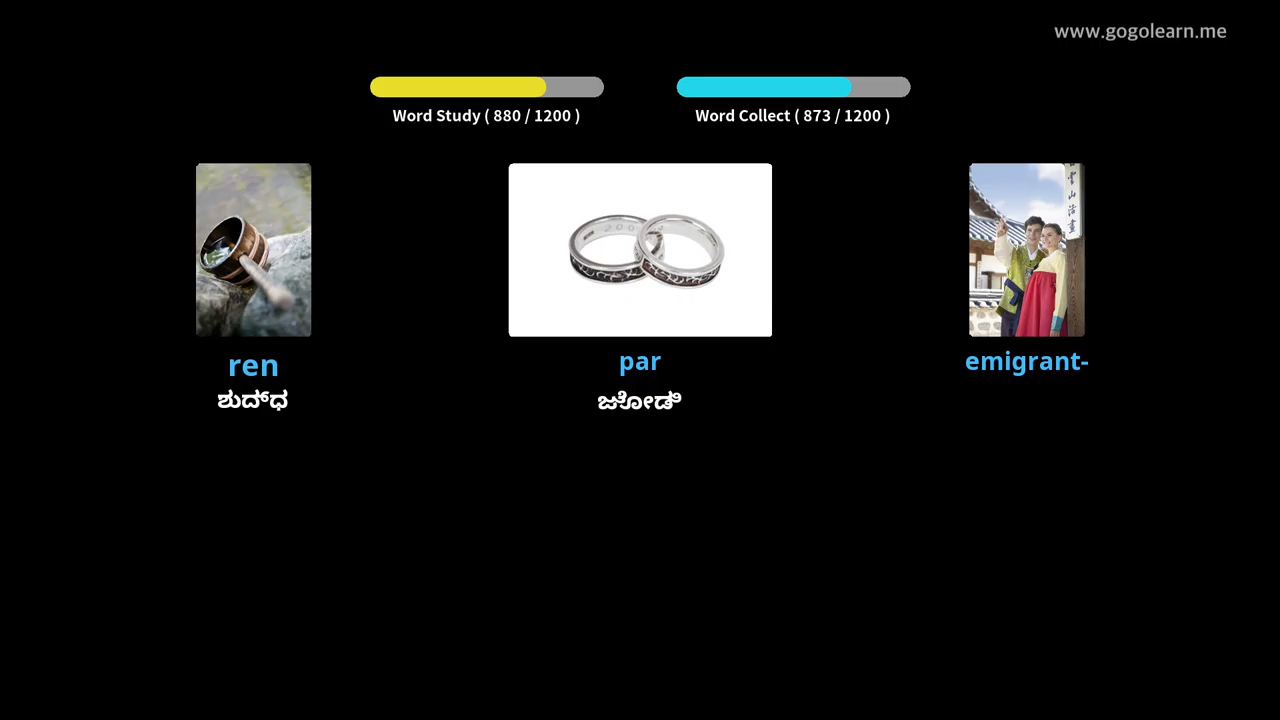 www.gogolearn.me
Word Study ( 880 / 1200 )
Word Collect ( 873 / 1200 )
ren
par
emigrant-
ಶುದ್ಧ
ಜೋಡಿ